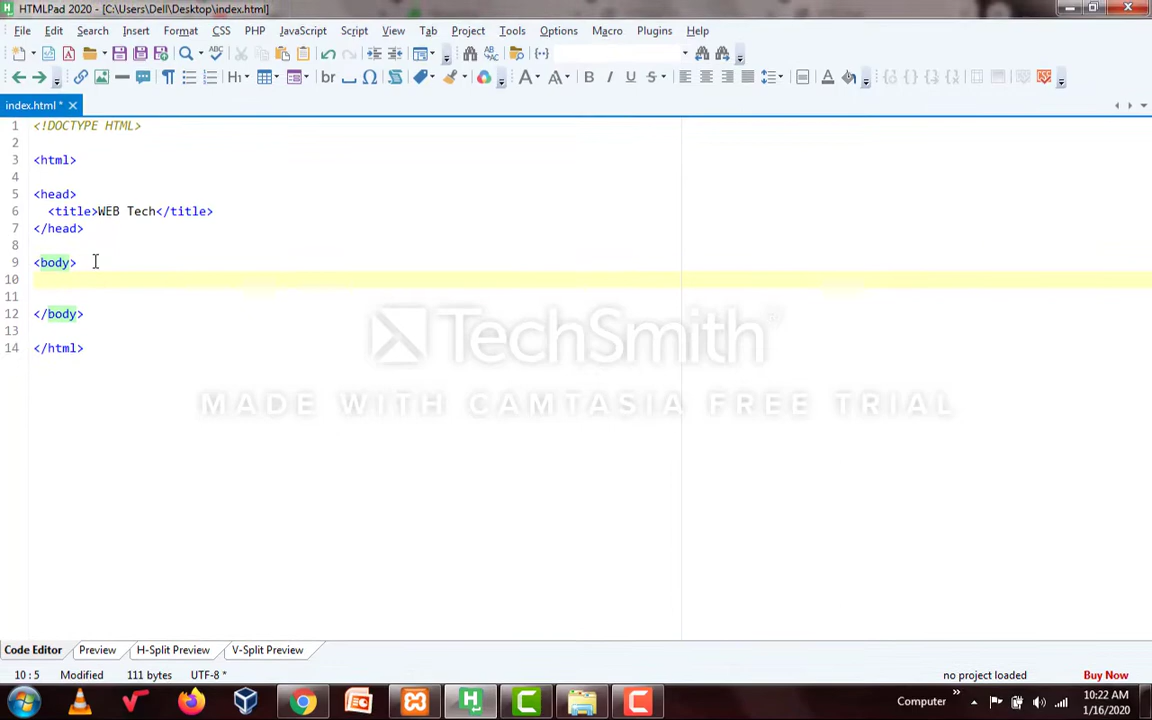 HTMLPad 2020 - [C:\Users\Dell\Desktop\index.html]
File Edit Search Insert Format CSS PHP JavaScript Script View Tab Project Tools Options Macro Plugins Help
index.html *
1 <!DOCTYPE HTML>
2
3 <html>
4
5 <head>
6 <title>WEB Tech</title>
7 </head>
8
9 <body>
10
11
12 </body>
13
14 </html>
TechSmith
MADE WITH CAMTASIA FREE TRIAL
Code Editor Preview H-Split Preview V-Split Preview
10 : 5 Modified 111 bytes UTF-8 * no project loaded Buy Now
Computer » 10:22 AM
1/16/2020